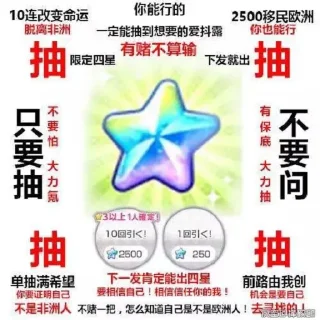 10连改变命运
你能行的
2500移民欧洲
脱离非洲
一定能抽到想要的爱抖露
你也能行
有赌不算输
抽
限定四星
下发就出
抽
只要抽
不要怕
大力氪
有保底
大力抽
不要问
3以上1人確定!
10回引く!
2500
1回引く!
250
抽
抽
下一发肯定能出四星
单抽满希望
要相信自己!相信信任你的我!
前路由我创
你要证明自己
机会是要自己
不是非洲人
不赌一把,怎么知道自己是不是欧洲人!
去寻找的!